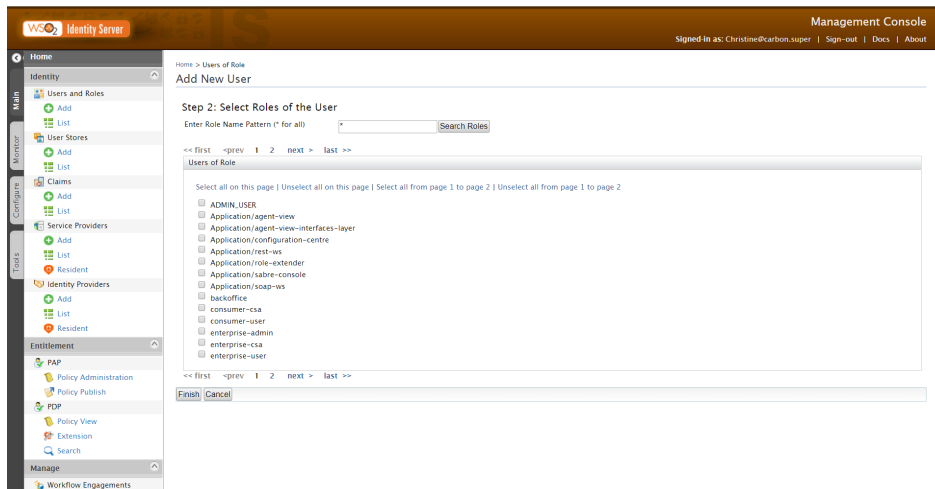 WSO2 Identity Server
Management Console
Signed-in as: Christine@carbon.super | Sign-out | Docs | About
Main
Monitor
Configure
Tools
Home
Identity
Users and Roles
Add
List
User Stores
Add
List
Claims
Add
List
Service Providers
Add
List
Resident
Identity Providers
Add
List
Resident
Entitlement
PAP
Policy Administration
Policy Publish
PDP
Policy View
Extension
Search
Manage
Workflow Engagements
Home > Users of Role
Add New User
Step 2: Select Roles of the User
Enter Role Name Pattern (* for all) * Search Roles
<< first <prev 1 2 next > last >>
Users of Role
Select all on this page | Unselect all on this page | Select all from page 1 to page 2 | Unselect all from page 1 to page 2
ADMIN_USER
Application/agent-view
Application/agent-view-interfaces-layer
Application/configuration-centre
Application/rest-ws
Application/role-extender
Application/sabre-console
Application/soap-ws
backoffice
consumer-csa
consumer-user
enterprise-admin
enterprise-csa
enterprise-user
<< first <prev 1 2 next > last >>
Finish Cancel